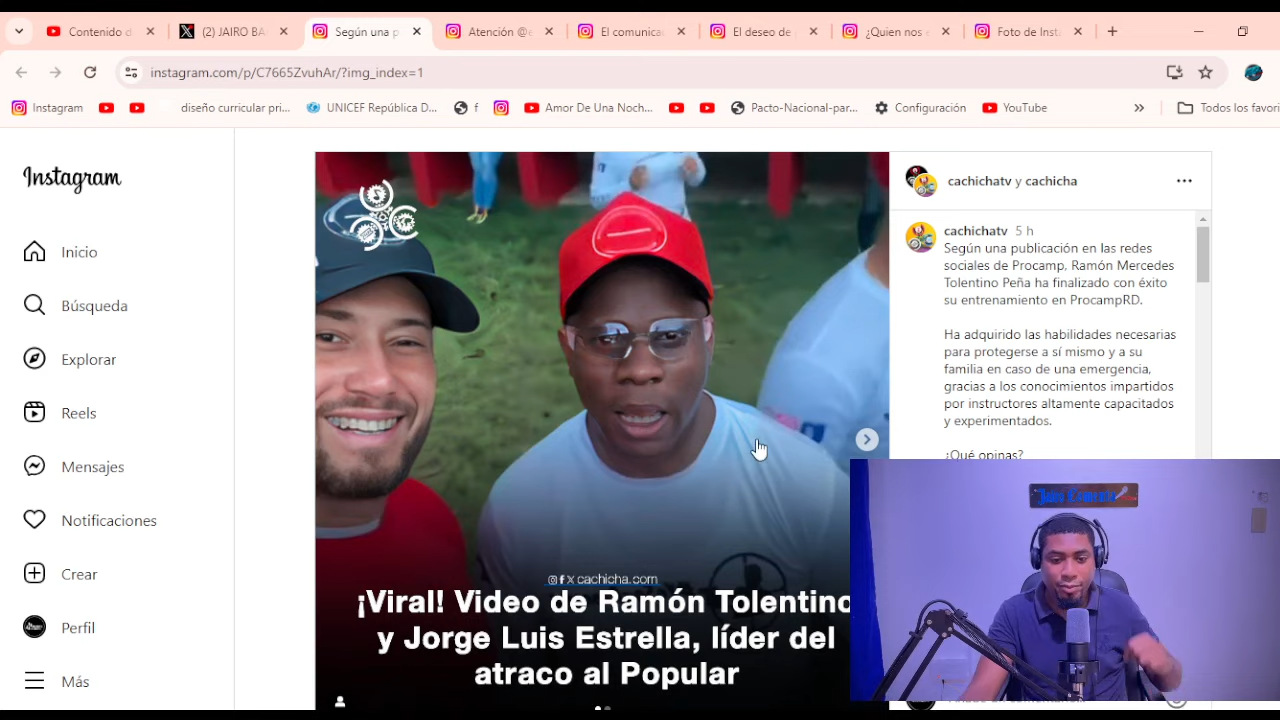 Contenido d
(2) JAIRO BA
Según una p
Atención @e
El comunica
El deseo de
¿Quien nos e
Foto de Inst
instagram.com/p/C7665ZvuhAr/?img_index=1
Instagram
diseño curricular pri...
UNICEF República D...
f
Amor De Una Noch...
Pacto-Nacional-par...
Configuración
YouTube
»
Todos los favori
Instagram
Inicio
Búsqueda
Explorar
Reels
Mensajes
Notificaciones
Crear
Perfil
Más
cachicha.com
¡Viral! Video de Ramón Tolentino
y Jorge Luis Estrella, líder del
atraco al Popular
cachichatv y cachicha
cachichatv 5 h
Según una publicación en las redes
sociales de Procamp, Ramón Mercedes
Tolentino Peña ha finalizado con éxito
su entrenamiento en ProcampRD.
Ha adquirido las habilidades necesarias
para protegerse a sí mismo y a su
familia en caso de una emergencia,
gracias a los conocimientos impartidos
por instructores altamente capacitados
y experimentados.
¿Qué opinas?
Jairo Comenta